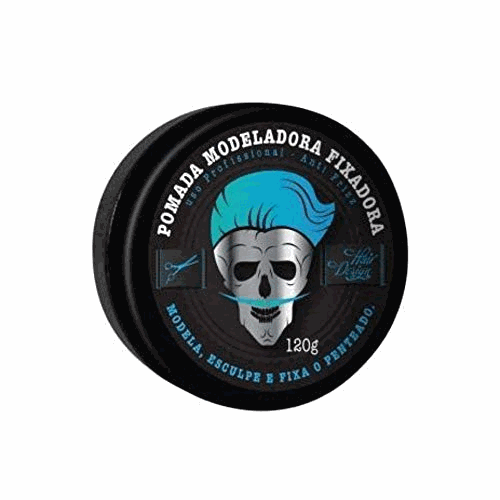 POMADA MODELADORA FIXADORA
uso Profissional - Anti Frizz
Hair
Design
120g
MODELA, ESCULPE E FIXA O PENTEADO.